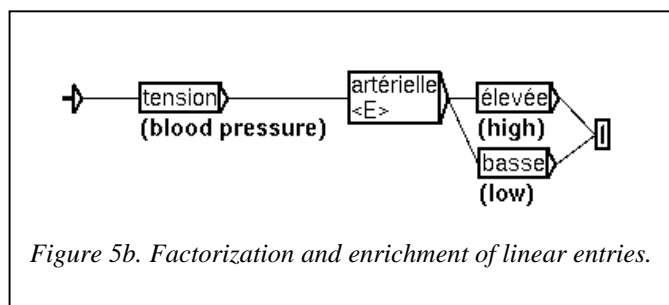 tension
(blood pressure)
artérielle
<E>
élevée
(high)
basse
(low)
Figure 5b. Factorization and enrichment of linear entries.